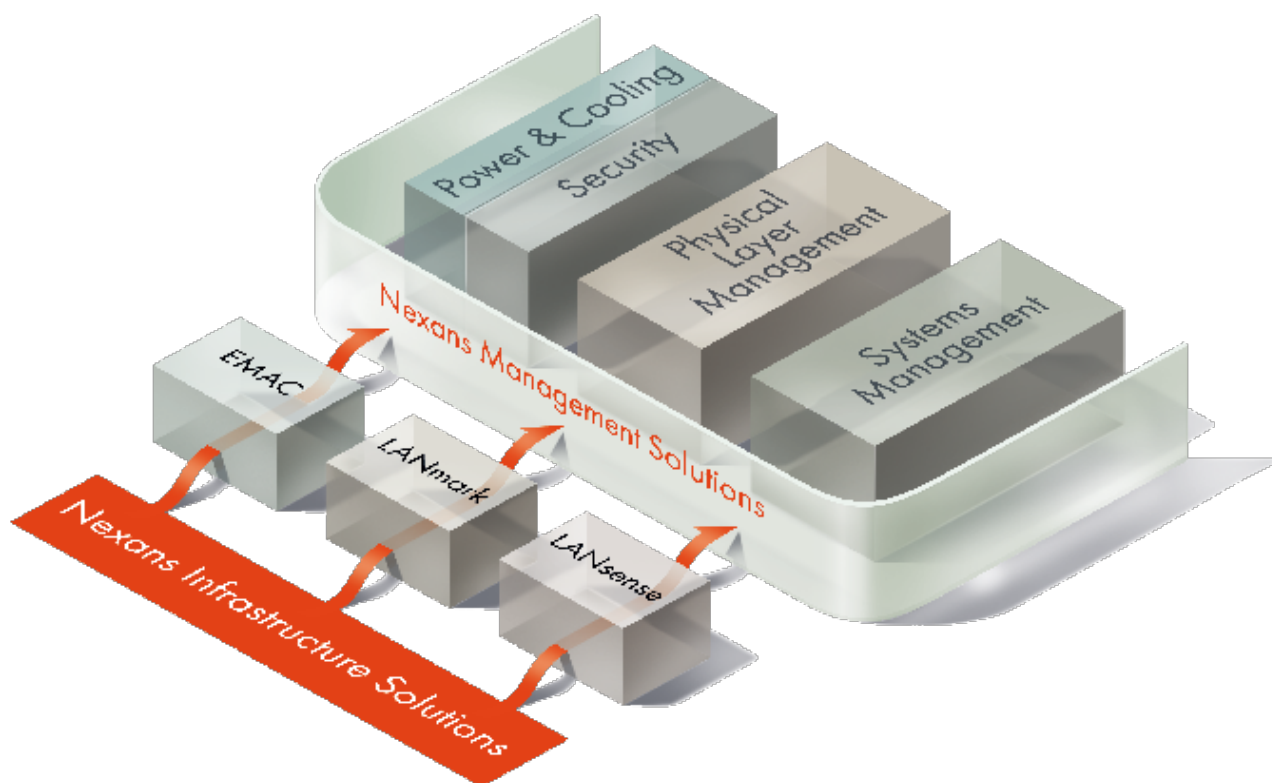 Power & Cooling
Security
Physical
Layer
Management
Systems
Management
Nexans Management Solutions
EMAC
LANmark
LANsense
Nexans Infrastructure Solutions